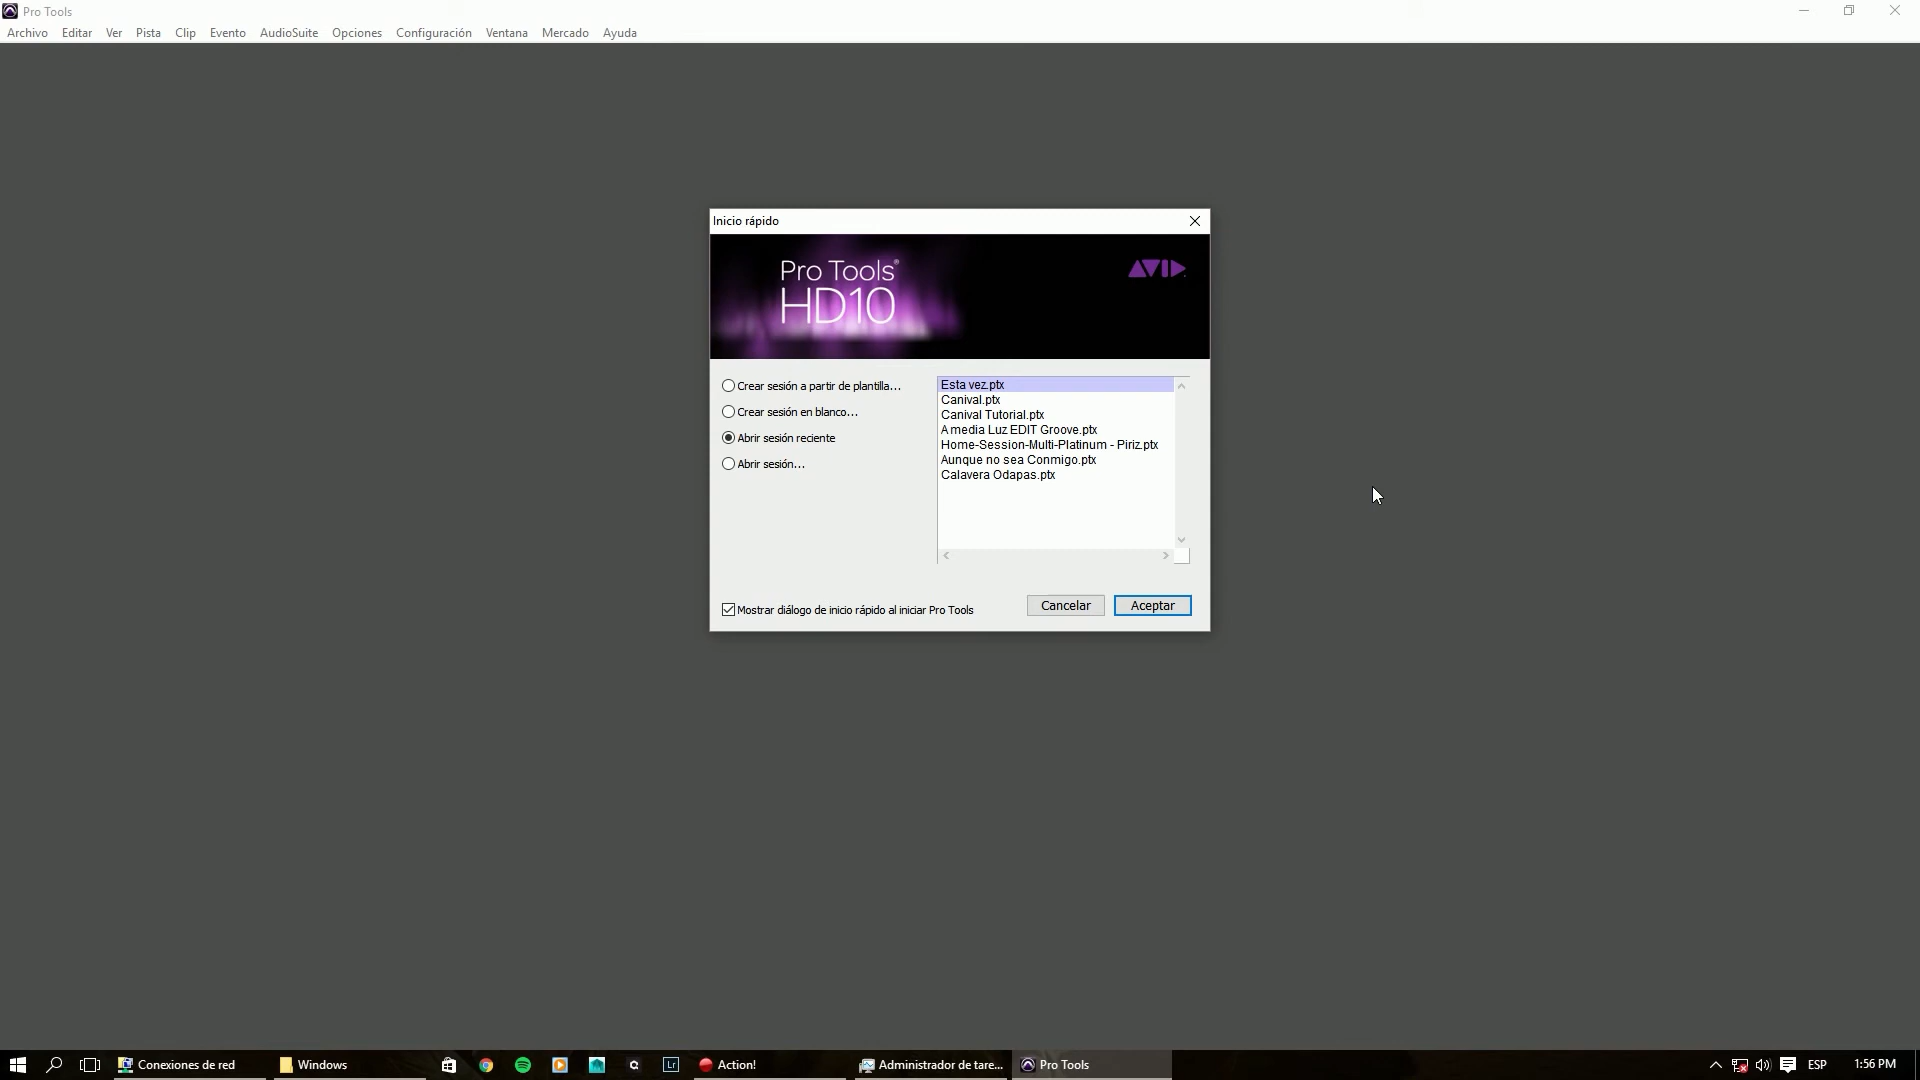 Pro Tools
Archivo Editar Ver Pista Clip Evento AudioSuite Opciones Configuración Ventana Mercado Ayuda
Inicio rápido
Pro Tools®
HD10
AVID
Crear sesión a partir de plantilla...
Crear sesión en blanco...
Abrir sesión reciente
Abrir sesión...
Esta vez.ptx
Canival.ptx
Canival Tutorial.ptx
A media Luz EDIT Groove.ptx
Home-Session-Multi-Platinum - Piriz.ptx
Aunque no sea Conmigo.ptx
Calavera Odapas.ptx
Mostrar diálogo de inicio rápido al iniciar Pro Tools
Cancelar Aceptar
Conexiones de red Windows Lr Action! Administrador de tare... Pro Tools ESP 1:56 PM